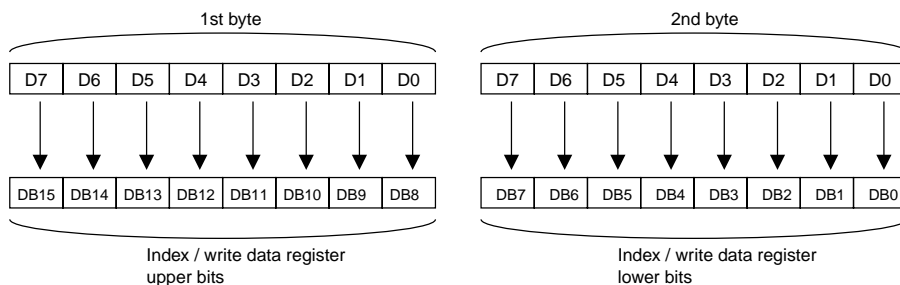 1st byte
2nd byte
D7 D6 D5 D4 D3 D2 D1 D0
D7 D6 D5 D4 D3 D2 D1 D0
DB15 DB14 DB13 DB12 DB11 DB10 DB9 DB8
DB7 DB6 DB5 DB4 DB3 DB2 DB1 DB0
Index / write data register
upper bits
Index / write data register
lower bits